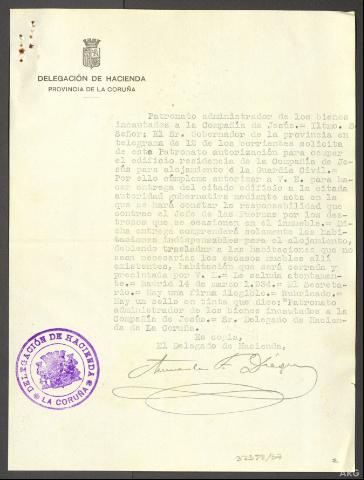 DELEGACIÓN DE HACIENDA
PROVINCIA DE LA CORUÑA
Patronato administrador de los bienes
incautados a la Compañía de Jesús.= Iltmo. S
Señor; El Sr. Gobernador de la provincia en
telegrama de 12 de los corrientes solicita
de este Patronato autorización para ocupar
el edificio residencia de la Compañía de Je-
sús para alojamiento de la Guardia Civil.=
Por ello cúmpleme autorizar a V. E. para ha-
cer entrega del citado edificio a la citada
autoridad gubernativa mediante acta en la
que se hará constar la responsabilidad que
contrae el Jefe de las Fuerzas por los des-
trozos que se ocasionen en el inmueble.= Di-
cha entrega comprenderá solamente las habi-
taciones indispensables para el alojamiento,
debiendo trasladar a las habitaciones que no
sean necesarias los escasos muebles allí
existentes, habitación que será cerrada y
precintada por V. I.= Le saluda atentamen-
te.= Madrid 14 de marzo 1.934.= El Secreta-
rio.= Hay una firma ilegible.= Rubricado.=
Hay un sello en tinta que dice: "Patronato
administrador de los bienes incautados a la
Compañía de Jesús.= Sr. Delegado de Hacien-
da de La Coruña.
Es copia,
El Delegado de Hacienda,
DELEGACIÓN DE HACIENDA
LA CORUÑA
AKG